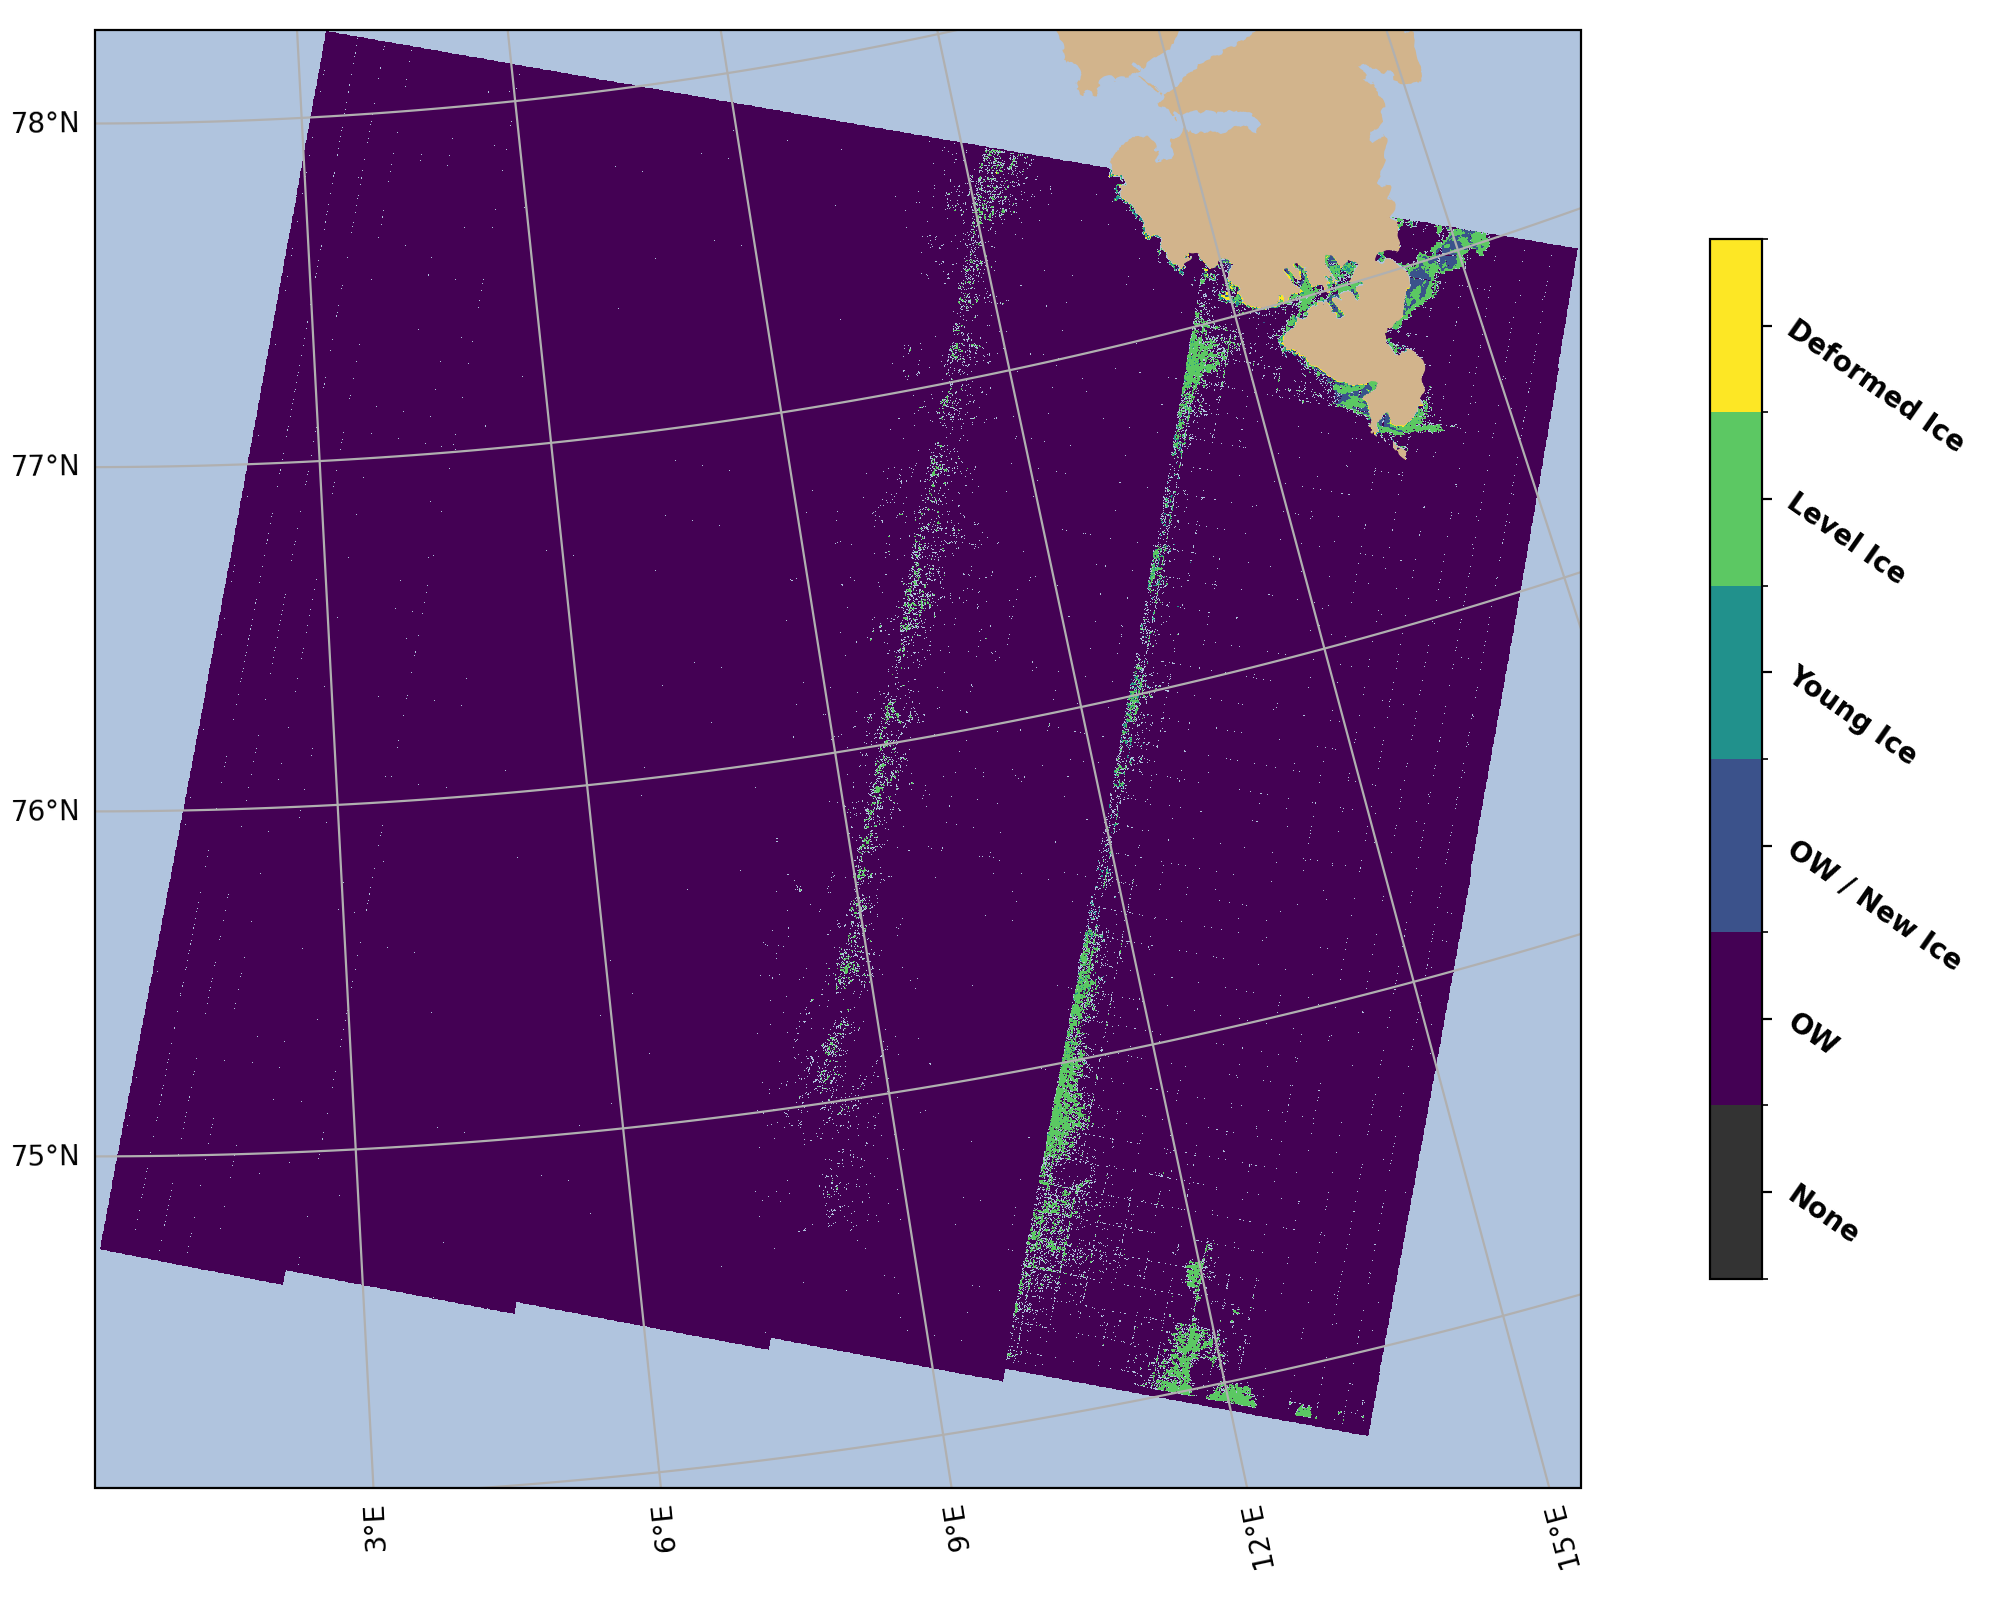 78°N
77°N
76°N
75°N
3°E
6°E
9°E
12°E
15°E
Deformed Ice
Level Ice
Young Ice
OW / New Ice
OW
None